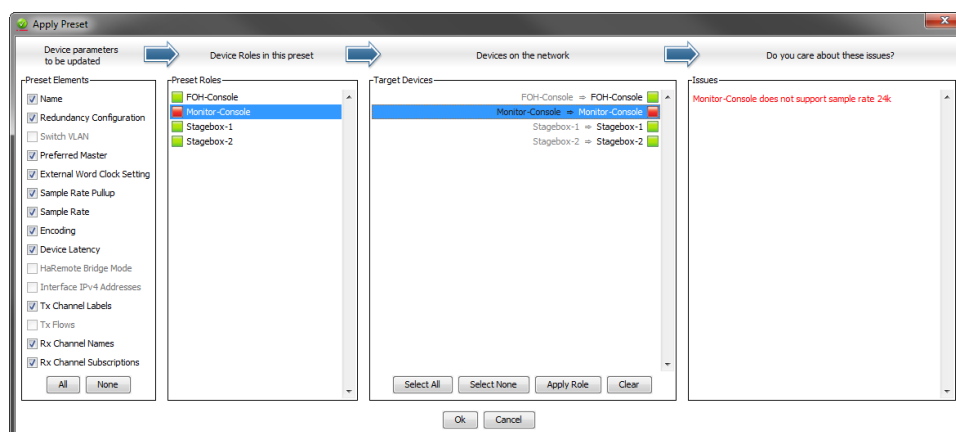 Apply Preset
Device parameters
to be updated
Device Roles in this preset
Devices on the network
Do you care about these issues?
Preset Elements
Name
Redundancy Configuration
Switch VLAN
Preferred Master
External Word Clock Setting
Sample Rate Pullup
Sample Rate
Encoding
Device Latency
HaRemote Bridge Mode
Interface IPv4 Addresses
Tx Channel Labels
Tx Flows
Rx Channel Names
Rx Channel Subscriptions
All
None
Preset Roles
FOH-Console
Monitor-Console
Stagebox-1
Stagebox-2
Target Devices
FOH-Console ⇒ FOH-Console
Monitor-Console ⇒ Monitor-Console
Stagebox-1 ⇒ Stagebox-1
Stagebox-2 ⇒ Stagebox-2
Select All
Select None
Apply Role
Clear
Issues
Monitor-Console does not support sample rate 24k
Ok
Cancel